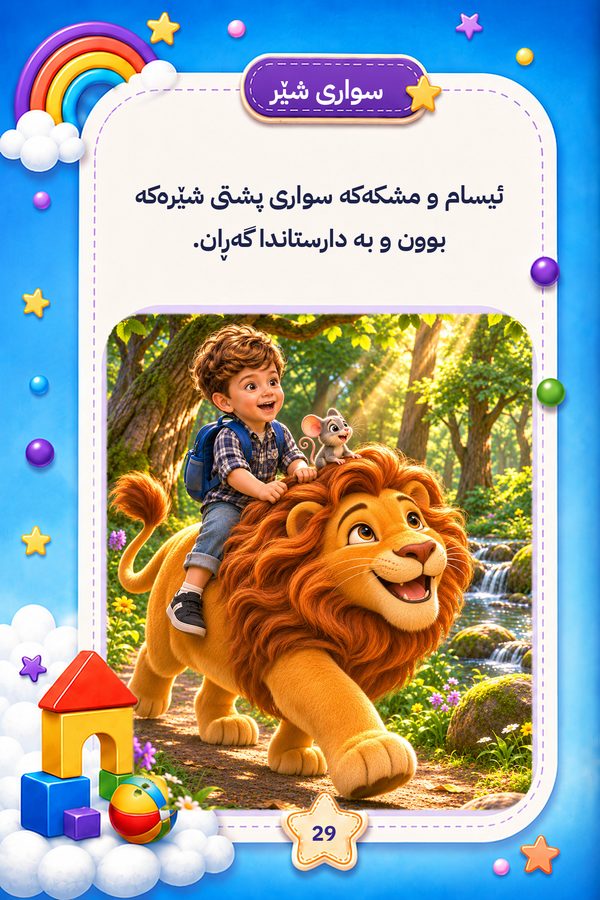 سواری شێر
ئیسام و مشکەکە سواری پشتی شێرەکە
بوون و بە دارستاندا گەڕان.
29